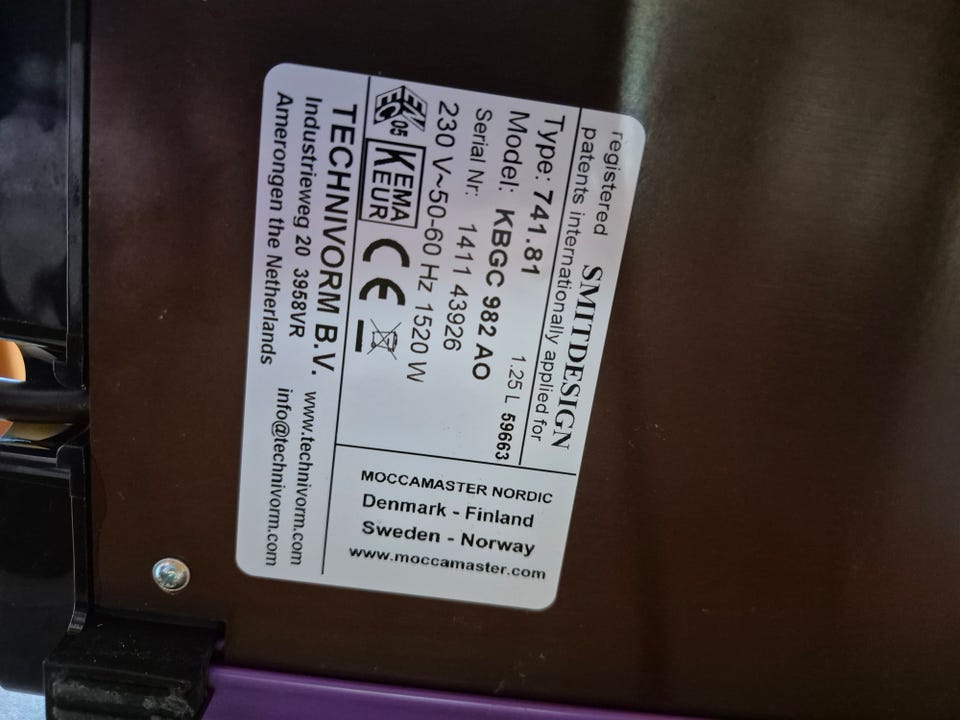 registered SMITDESIGN
patents internationally applied for
Type: 741.81
Model: KBGC 982 AO 1.25 L 59663
Serial Nr: 1411 43926
230 V~50-60 Hz 1520 W
EN EC 05 KEMA KEUR CE
TECHNIVORM B.V. www.technivorm.com
Industrieweg 20 3958VR info@technivorm.com
Amerongen the Netherlands
MOCCAMASTER NORDIC
Denmark - Finland
Sweden - Norway
www.moccamaster.com